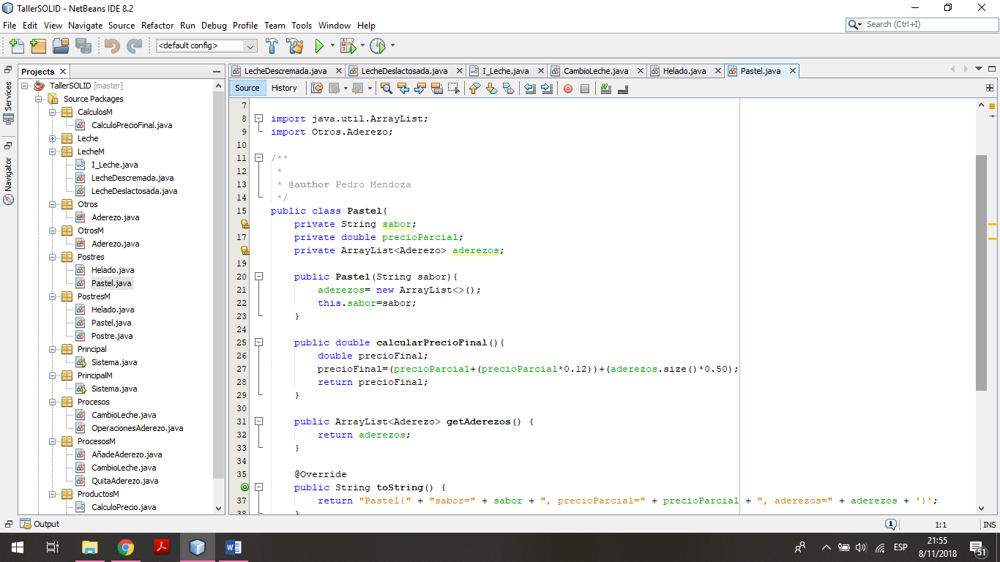 TallerSOLID - NetBeans IDE 8.2
File Edit View Navigate Source Refactor Run Debug Profile Team Tools Window Help
Search (Ctrl+I)
<default config>
Projects
LecheDescremada.java LecheDeslactosada.java I_Leche.java CambioLeche.java Helado.java Pastel.java
Source History
Services
Navigator
TallerSOLID [master]
Source Packages
CalculosM
CalculoPrecioFinal.java
Leche
LecheM
I_Leche.java
LecheDescremada.java
LecheDeslactosada.java
Otros
Aderezo.java
OtrosM
Aderezo.java
Postres
Helado.java
Pastel.java
PostresM
Helado.java
Pastel.java
Postre.java
Principal
Sistema.java
PrincipalM
Sistema.java
Procesos
CambioLeche.java
OperacionesAderezo.java
ProcesosM
AñadeAderezo.java
CambioLeche.java
QuitaAderezo.java
ProductosM
CalculoPrecio.java
7
8 import java.util.ArrayList;
9 import Otros.Aderezo;
10
11 /**
12 *
13 * @author Pedro Mendoza
14 */
15 public class Pastel{
private String sabor;
17 private double precioParcial;
private ArrayList<Aderezo> aderezos;
19
20 public Pastel(String sabor){
21 aderezos= new ArrayList<>();
22 this.sabor=sabor;
23 }
24
25 public double calcularPrecioFinal(){
26 double precioFinal;
27 precioFinal=(precioParcial+(precioParcial*0.12))+(aderezos.size()*0.50);
28 return precioFinal;
29 }
30
31 public ArrayList<Aderezo> getAderezos() {
32 return aderezos;
33 }
34
35 @Override
public String toString() {
37 return "Pastel{" + "sabor=" + sabor + ", precioParcial=" + precioParcial + ", aderezos=" + aderezos + '}';
38 }
Output
1
1:1
INS
ESP
21:55
8/11/2018
51